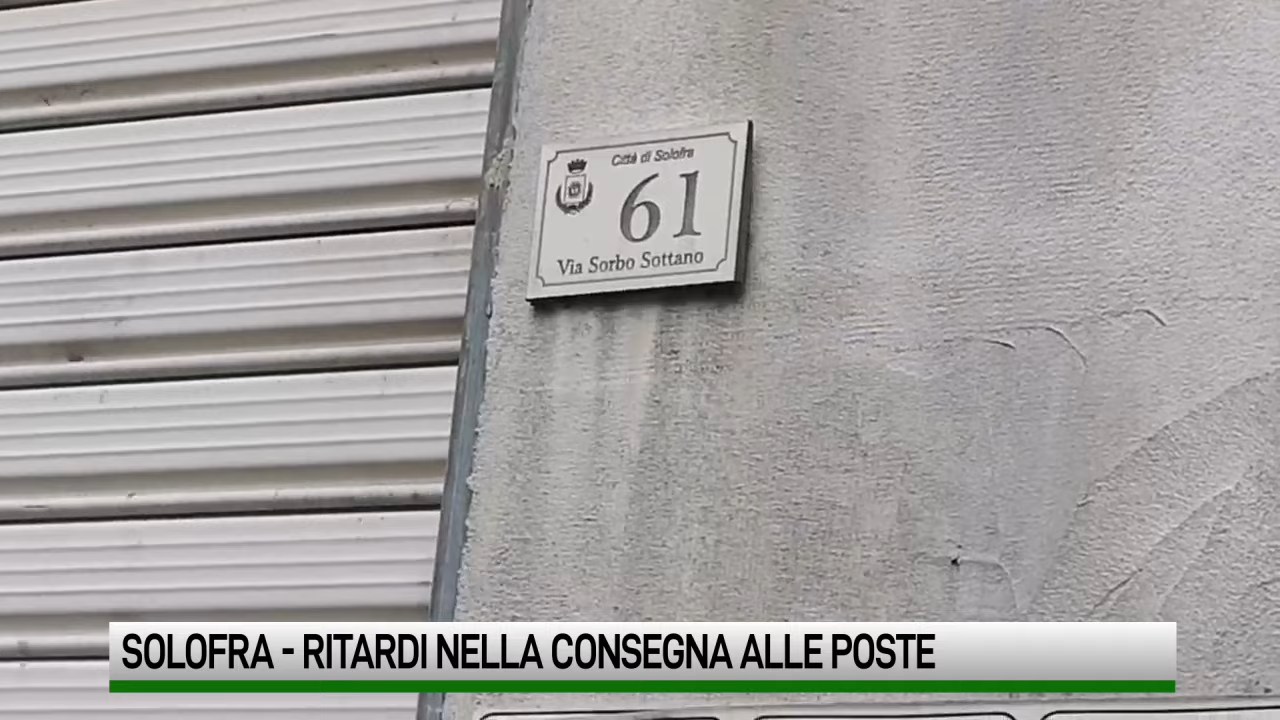 Città di Solofra
61
Via Sorbo Sottano
SOLOFRA - RITARDI NELLA CONSEGNA ALLE POSTE